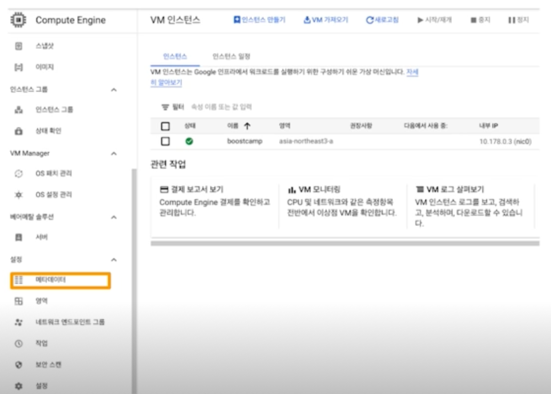 Compute Engine
VM 인스턴스
인스턴스 만들기
VM 가져오기
새로고침
시작/재개
중지
정지
스냅샷
이미지
인스턴스 그룹
인스턴스 그룹
상태 확인
VM Manager
OS 패치 관리
OS 설정 관리
베어메탈 솔루션
서버
설정
메타데이터
영역
네트워크 엔드포인트 그룹
작업
보안 스캔
설정
인스턴스
인스턴스 일정
VM 인스턴스는 Google 인프라에서 워크로드를 실행하기 위한 구성하기 쉬운 가상 머신입니다. 자세
히 알아보기
필터 속성 이름 또는 값 입력
상태 이름 영역 권장사항 다음에서 사용 중: 내부 IP
boostcamp asia-northeast3-a 10.178.0.3 (nic0)
관련 작업
결제 보고서 보기
Compute Engine 결제를 확인하고
관리합니다.
VM 모니터링
CPU 및 네트워크와 같은 측정항목
전반에서 이상점 VM을 확인합니다.
VM 로그 살펴보기
VM 인스턴스 로그를 보고, 검색하
고, 분석하며, 다운로드할 수 있습니
다.